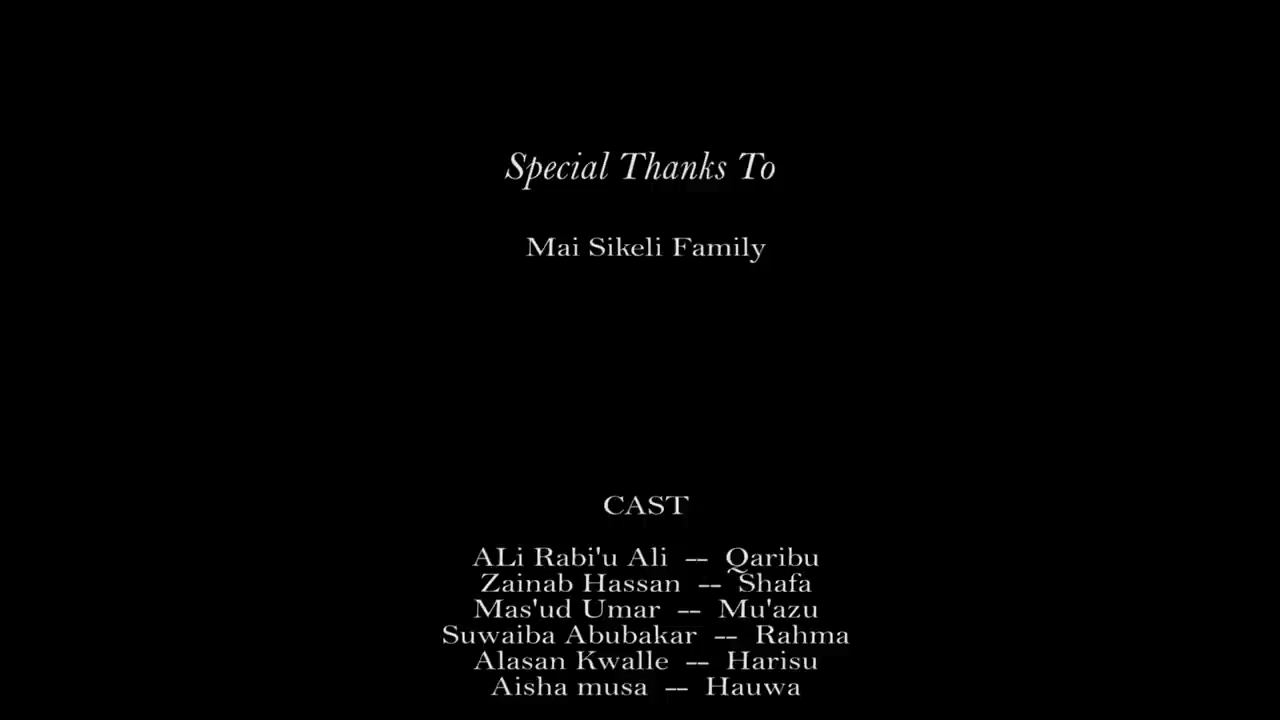 Special Thanks To
Mai Sikeli Family
CAST
ALi Rabi'u Ali -- Qaribu
Zainab Hassan -- Shafa
Mas'ud Umar -- Mu'azu
Suwaiba Abubakar -- Rahma
Alasan Kwalle -- Harisu
Aisha musa -- Hauwa